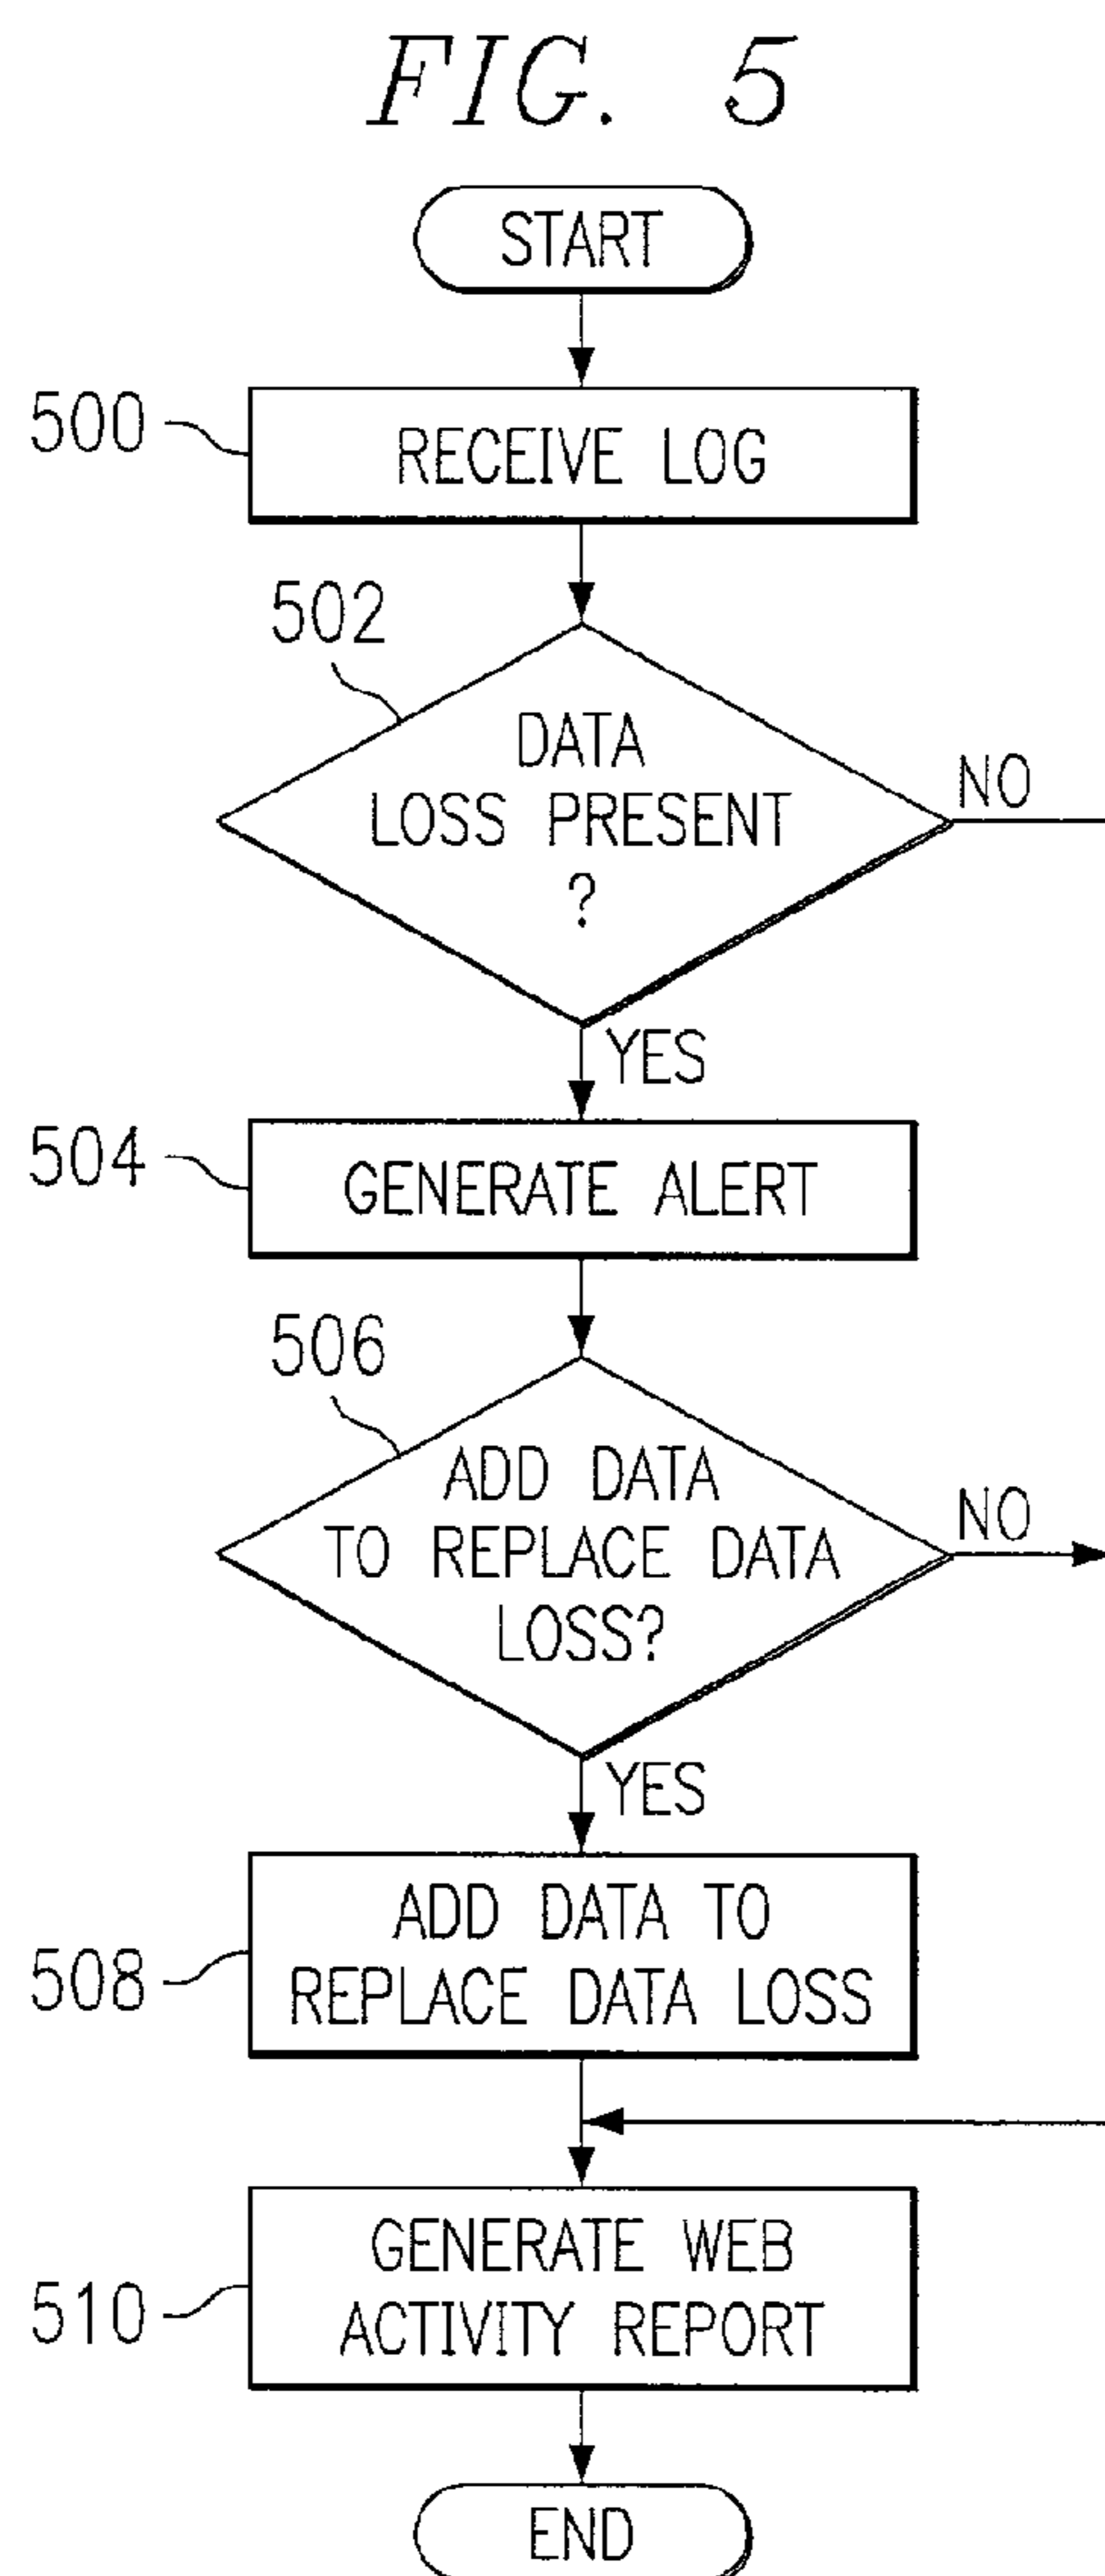 FIG. 5
START
500
RECEIVE LOG
502
DATA
LOSS PRESENT
?
NO
YES
504
GENERATE ALERT
506
ADD DATA
TO REPLACE DATA
LOSS?
NO
YES
508
ADD DATA TO
REPLACE DATA LOSS
510
GENERATE WEB
ACTIVITY REPORT
END